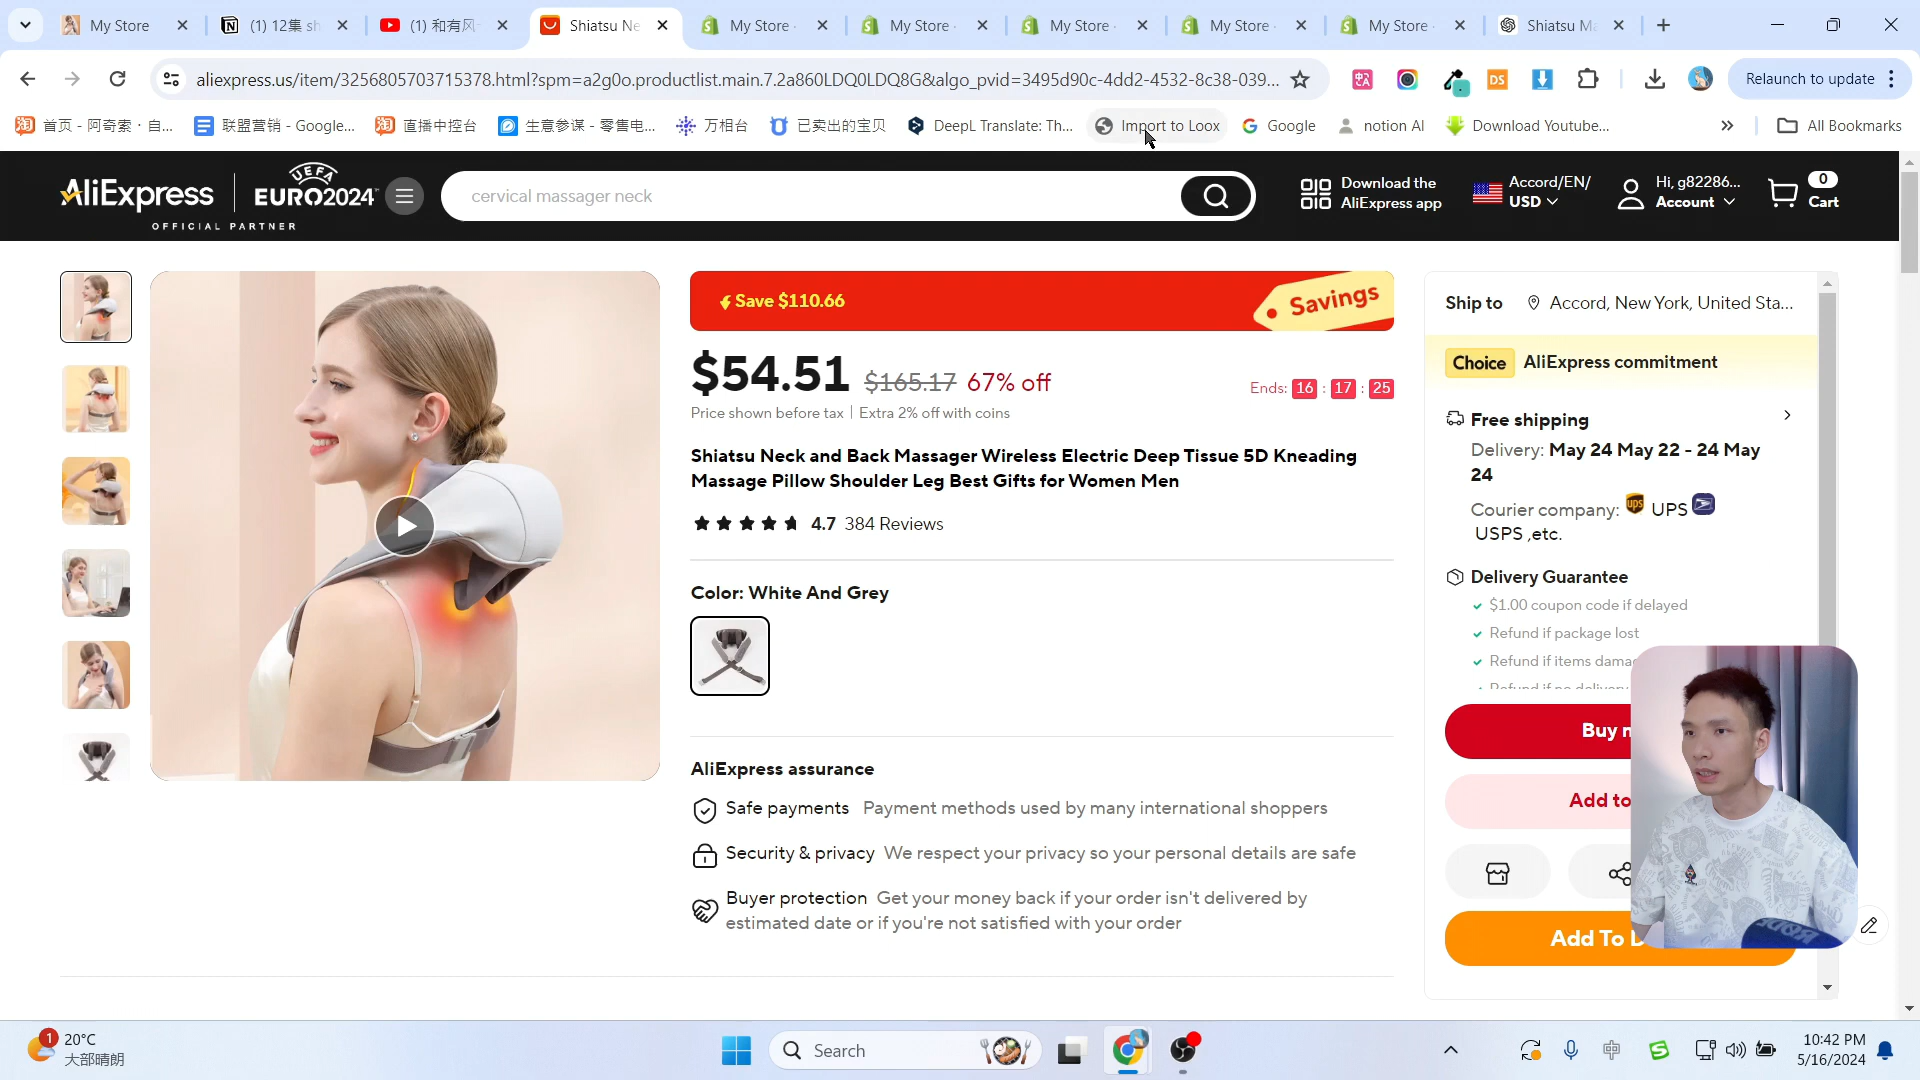 My Store
(1) 12集 sh
(1) 和有风
Shiatsu Ne
My Store
My Store
My Store
My Store
My Store
Shiatsu Ma
aliexpress.us/item/3256805703715378.html?spm=a2g0o.productlist.main.7.2a860LDQ0LDQ8G&algo_pvid=3495d90c-4dd2-4532-8c38-039...
Relaunch to update
首页 - 阿奇索 · 自...
联盟营销 - Google...
直播中控台
生意参谋 - 零售电...
万相台
已卖出的宝贝
DeepL Translate: Th...
Import to Loox
Google
notion AI
Download Youtube...
All Bookmarks
AliExpress
UEFA
EURO2024
OFFICIAL PARTNER
cervical massager neck
Download the
AliExpress app
Accord/EN/
USD
Hi, g82286...
Account
0
Cart
Save $110.66
Savings
$54.51 $165.17 67% off
Ends: 16 : 17 : 25
Price shown before tax | Extra 2% off with coins
Shiatsu Neck and Back Massager Wireless Electric Deep Tissue 5D Kneading
Massage Pillow Shoulder Leg Best Gifts for Women Men
4.7 384 Reviews
Color: White And Grey
AliExpress assurance
Safe payments Payment methods used by many international shoppers
Security & privacy We respect your privacy so your personal details are safe
Buyer protection Get your money back if your order isn't delivered by
estimated date or if you're not satisfied with your order
Ship to Accord, New York, United Sta...
Choice AliExpress commitment
Free shipping
Delivery: May 24 May 22 - 24 May
24
Courier company: UPS
USPS ,etc.
Delivery Guarantee
$1.00 coupon code if delayed
Refund if package lost
Refund if items dama
Refund if no delivery
Buy n
Add to
Add To D
1
20°C
大部晴朗
Search
中
10:42 PM
5/16/2024